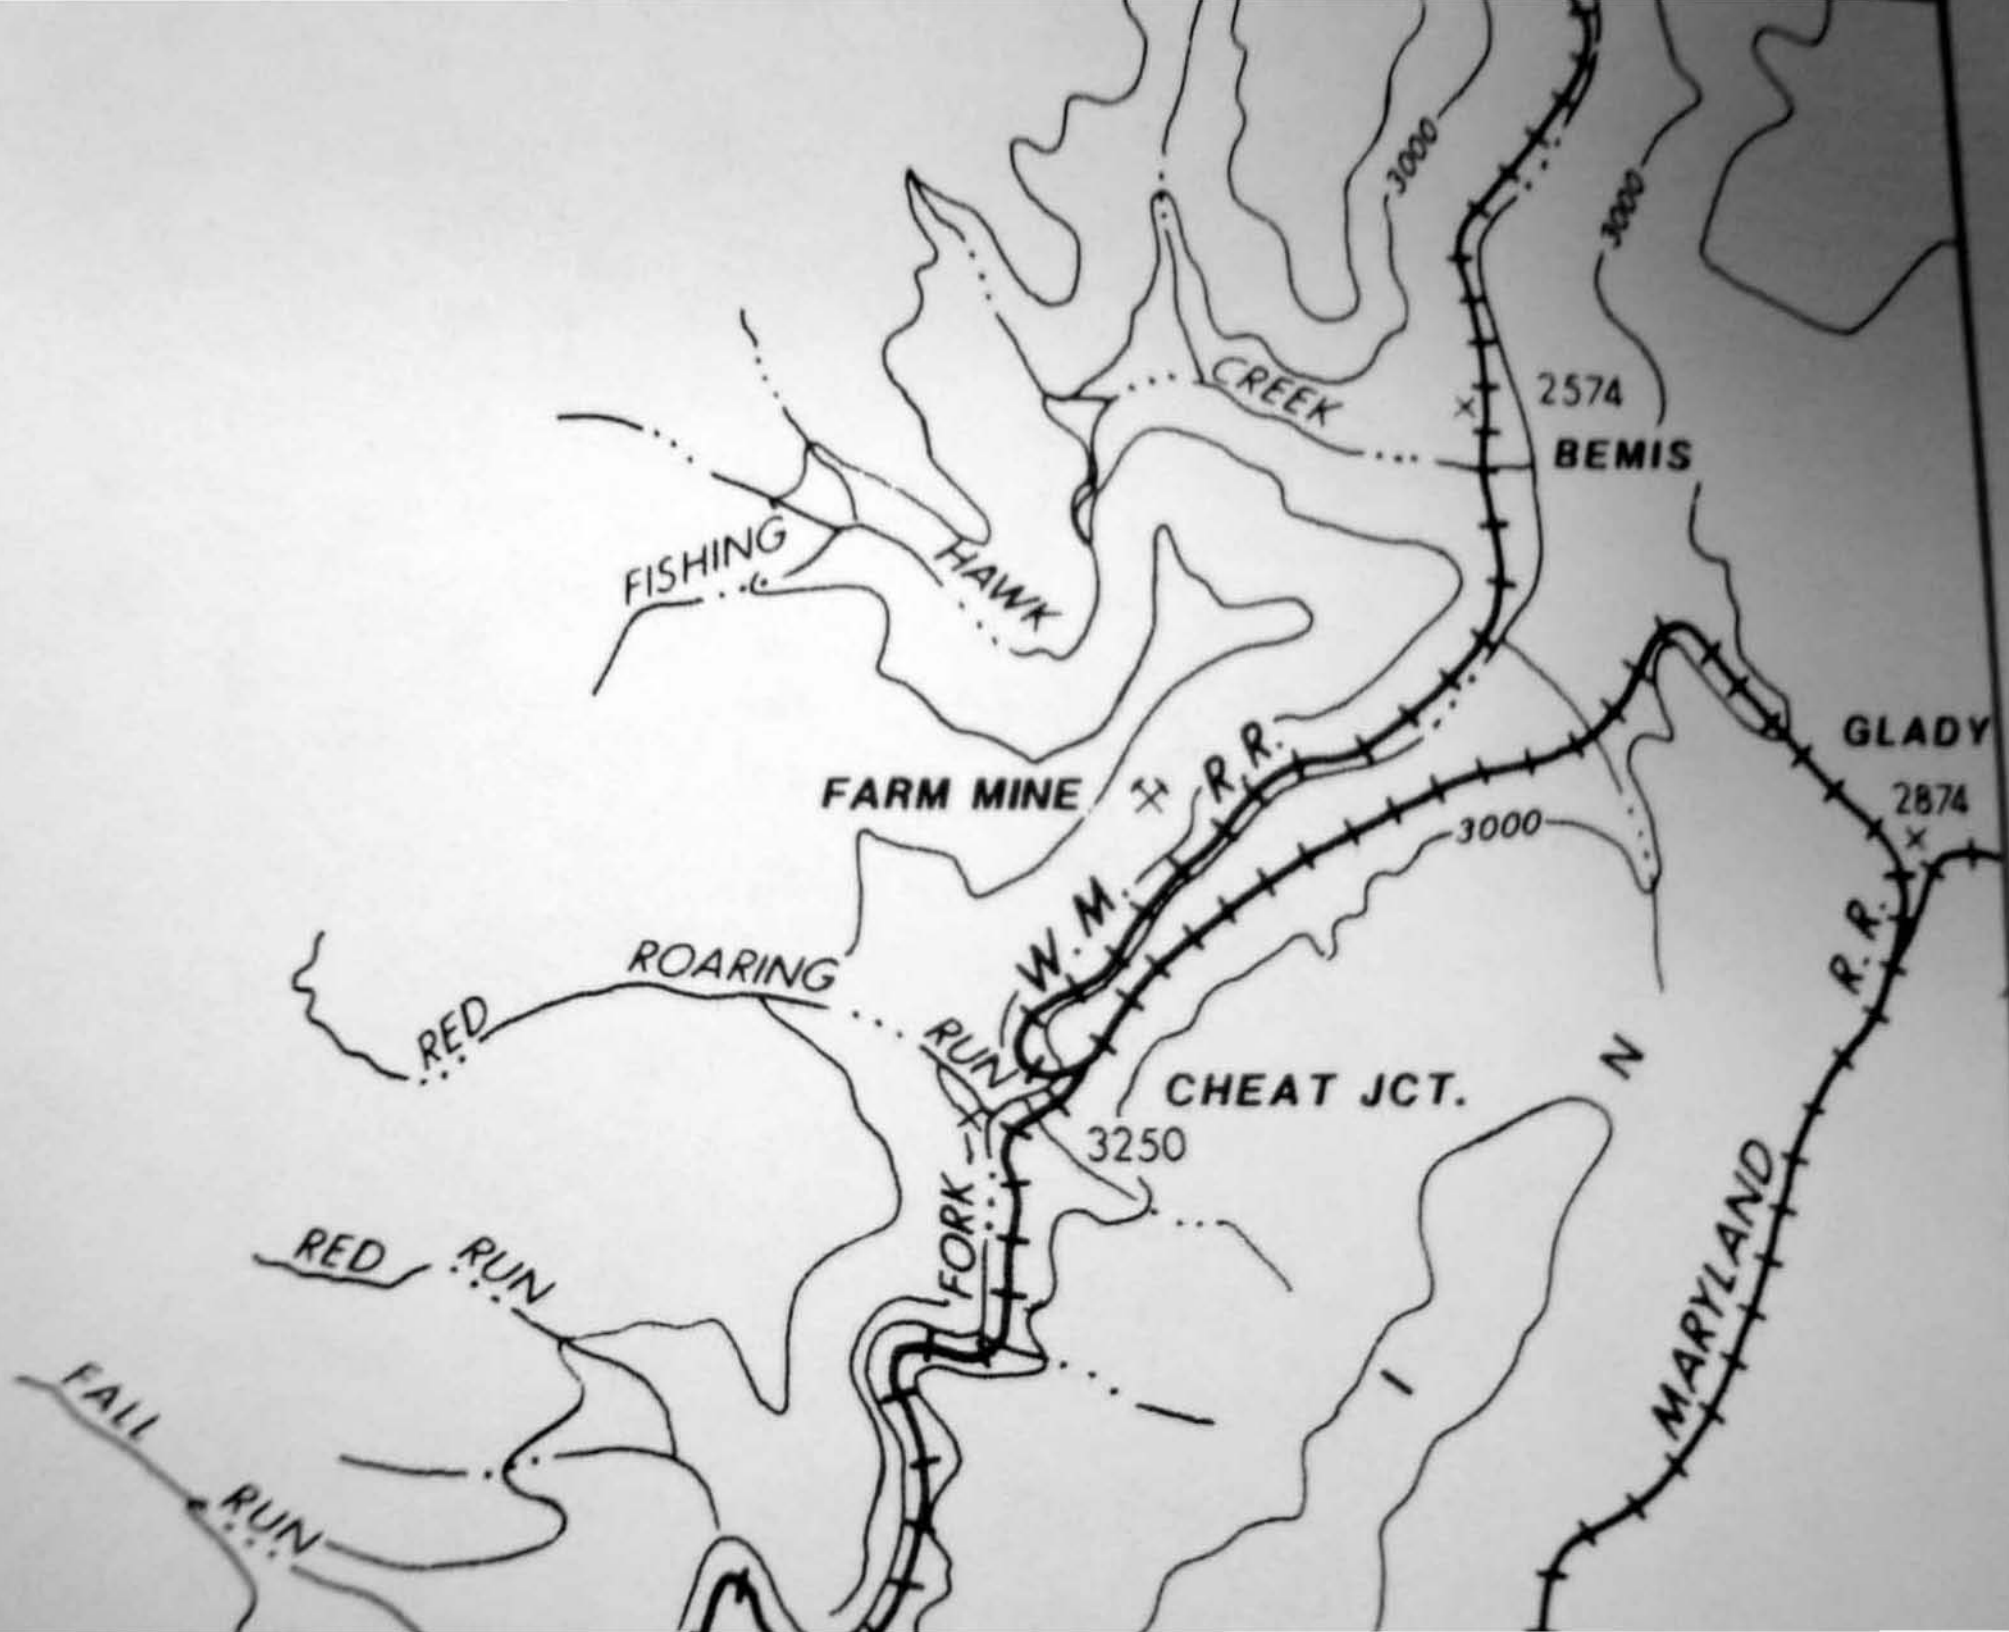 3000
3000
CREEK
2574
BEMIS
FISHING
HAWK
GLADY
2874
R.R.
FARM MINE
3000
W. M.
R.R.
ROARING
RED
RUN
CHEAT JCT.
N
3250
FORK
MARYLAND
RED RUN
I
FALL
RUN